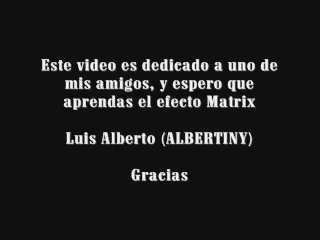 Este video es dedicado a uno de
mis amigos, y espero que
aprendas el efecto Matrix
Luis Alberto (ALBERTINY)
Gracias